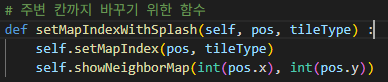 # 주변 칸까지 바꾸기 위한 함수
def setMapIndexWithSplash(self, pos, tileType) :
    self.setMapIndex(pos, tileType)
    self.showNeighborMap(int(pos.x), int(pos.y))